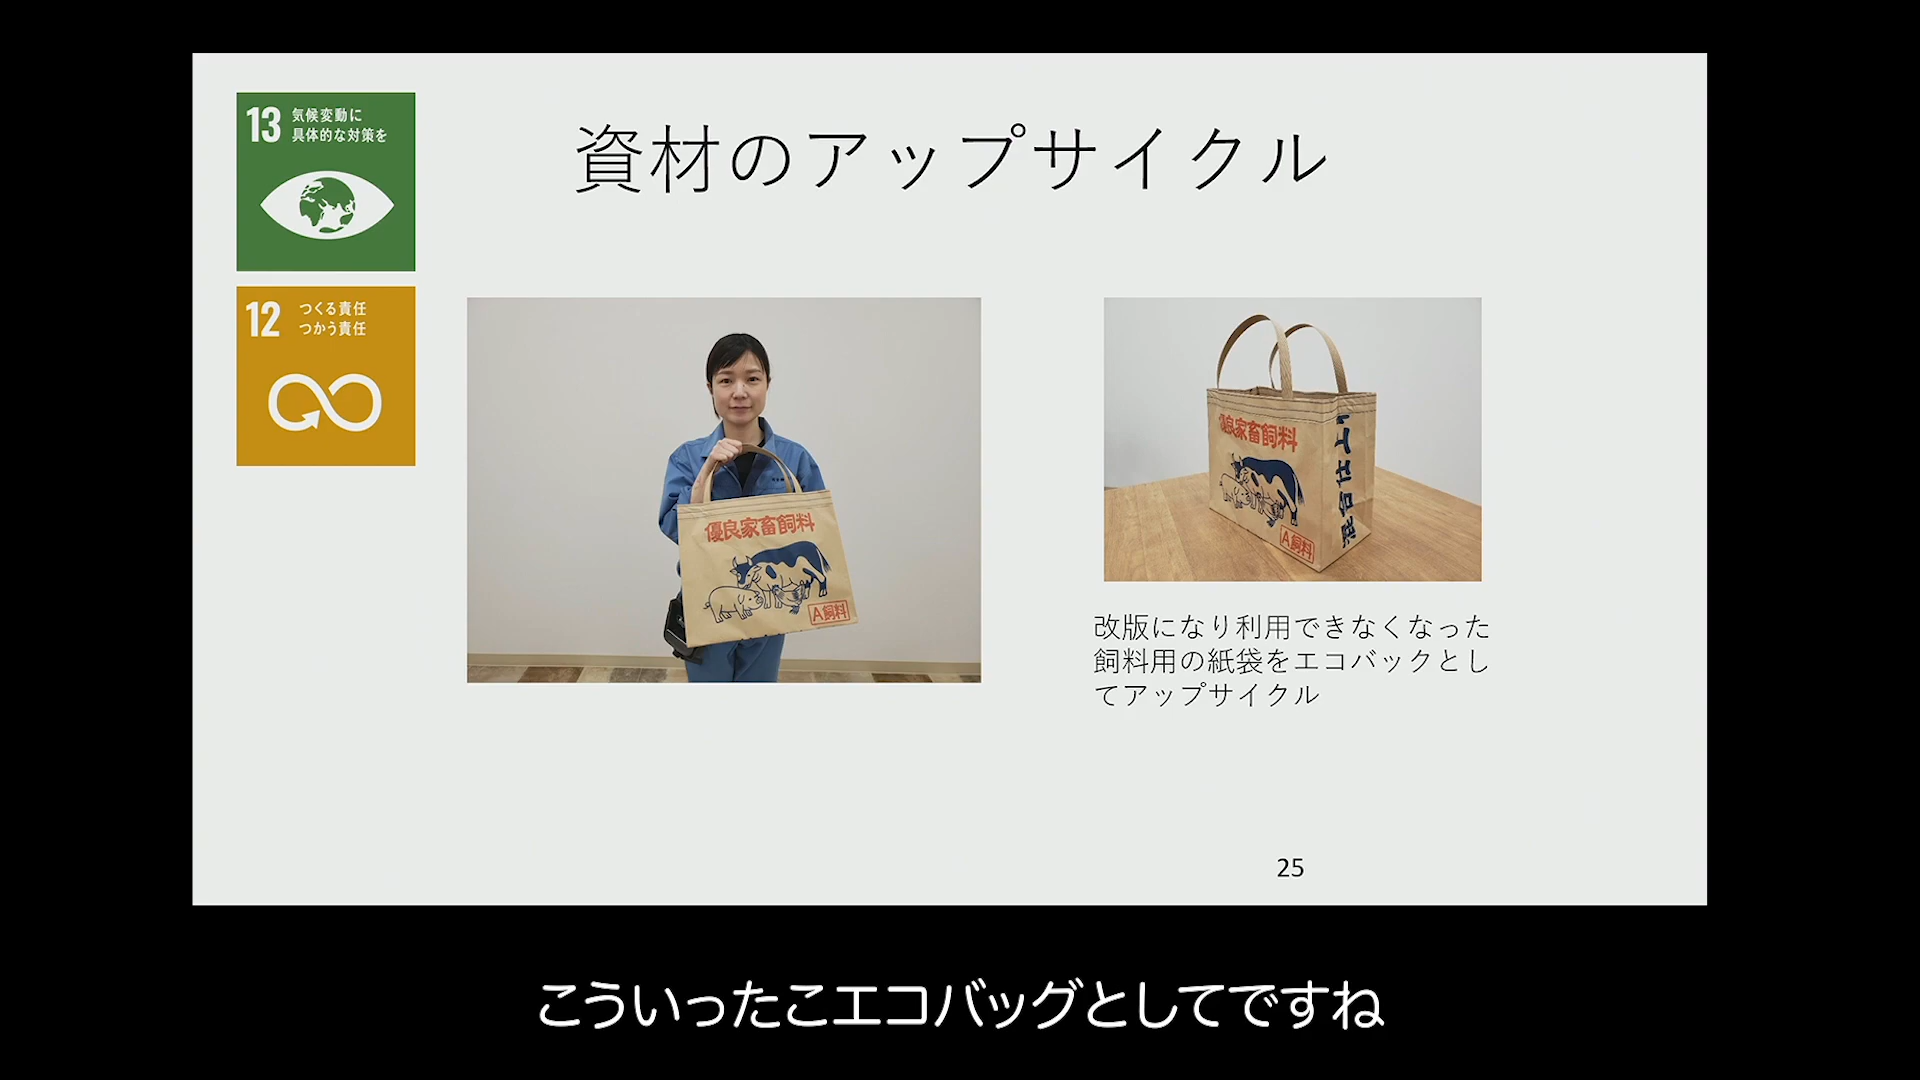 13 気候変動に
具体的な対策を
資材のアップサイクル
12 つくる責任
つかう責任
優良家畜飼料
A飼料
優良家畜飼料
A飼料
改版になり利用できなくなった
飼料用の紙袋をエコバックとし
てアップサイクル
25
こういったこエコバッグとしてですね